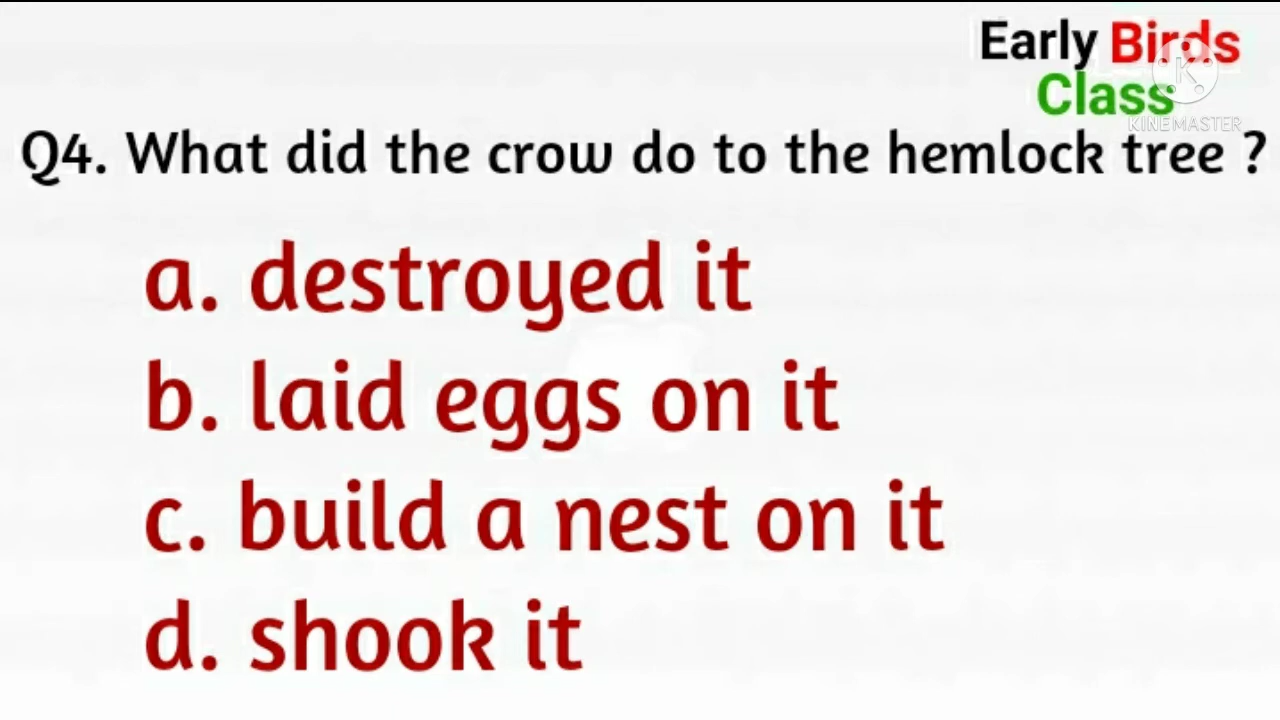 Early Birds
Class
KINEMASTER
Q4. What did the crow do to the hemlock tree ?
a. destroyed it
b. laid eggs on it
c. build a nest on it
d. shook it